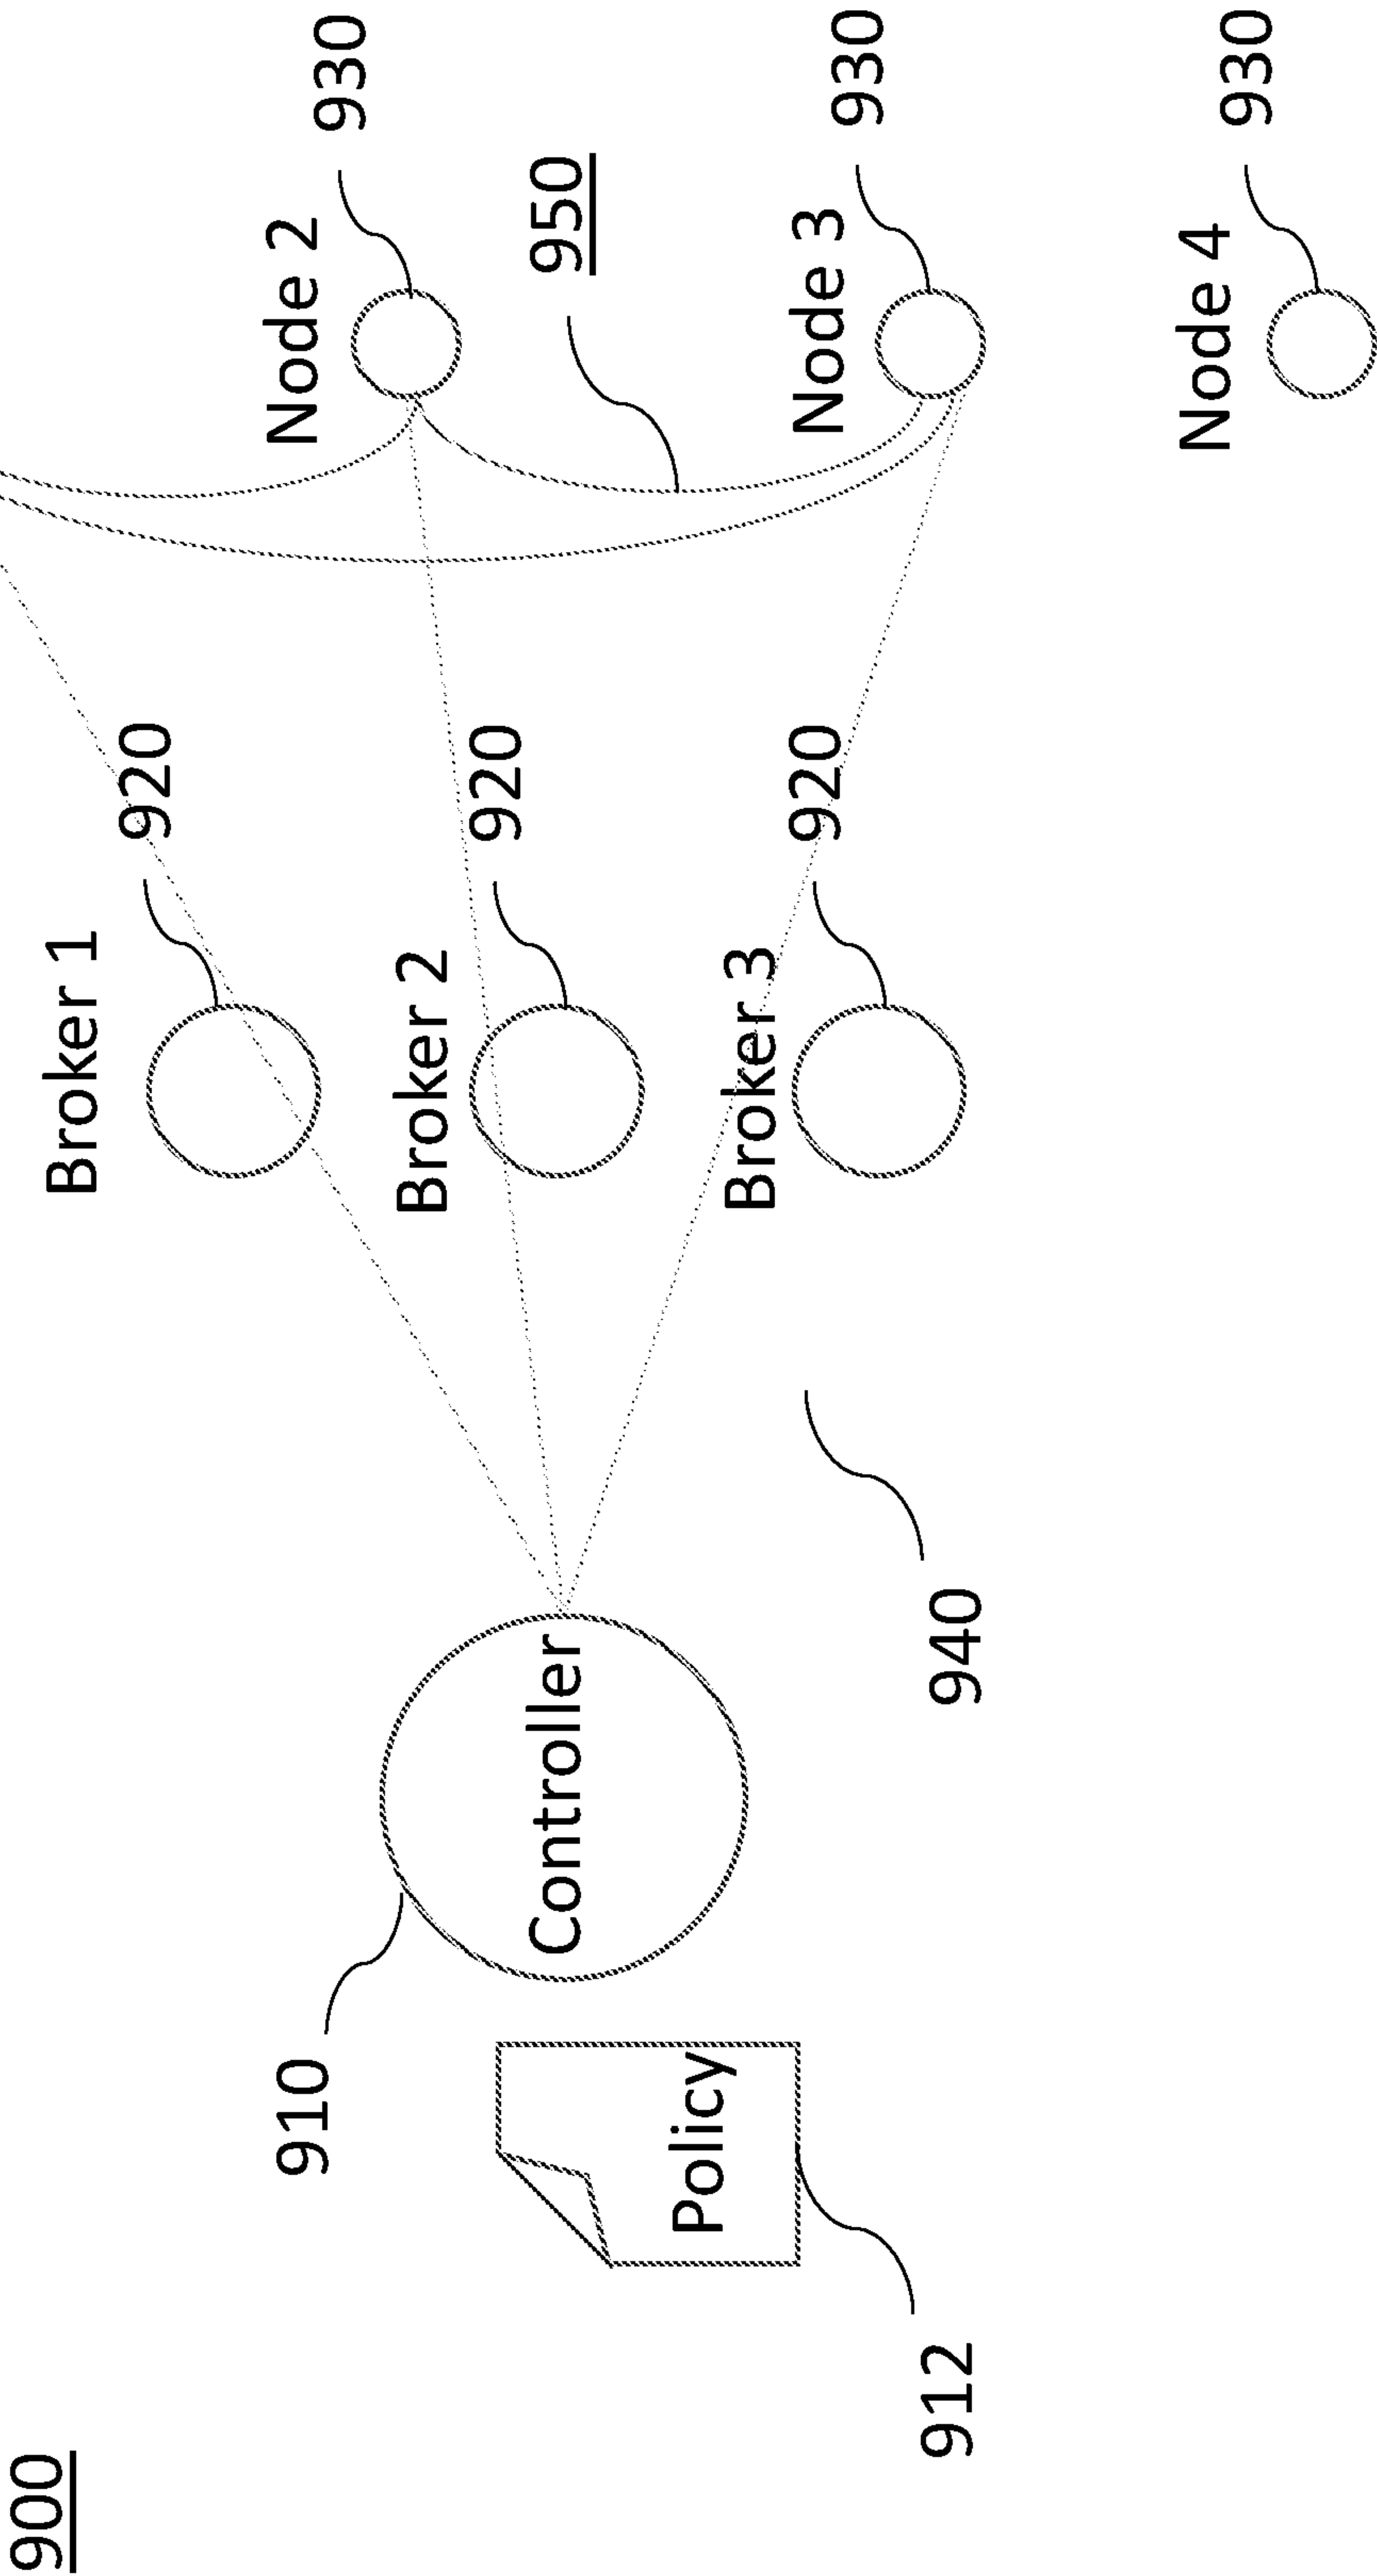 900
Broker 1
920
Node 2
910
930
Broker 2
920
Controller
950
Policy
Broker 3
920
Node 3
930
912
940
Node 4
930